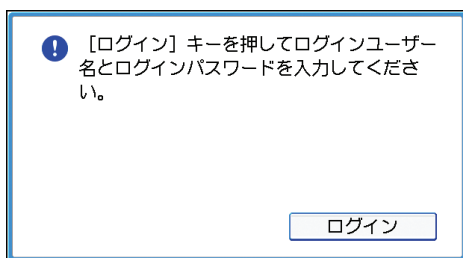 ［ログイン］キーを押してログインユーザー
名とログインパスワードを入力してくださ
い。
ログイン